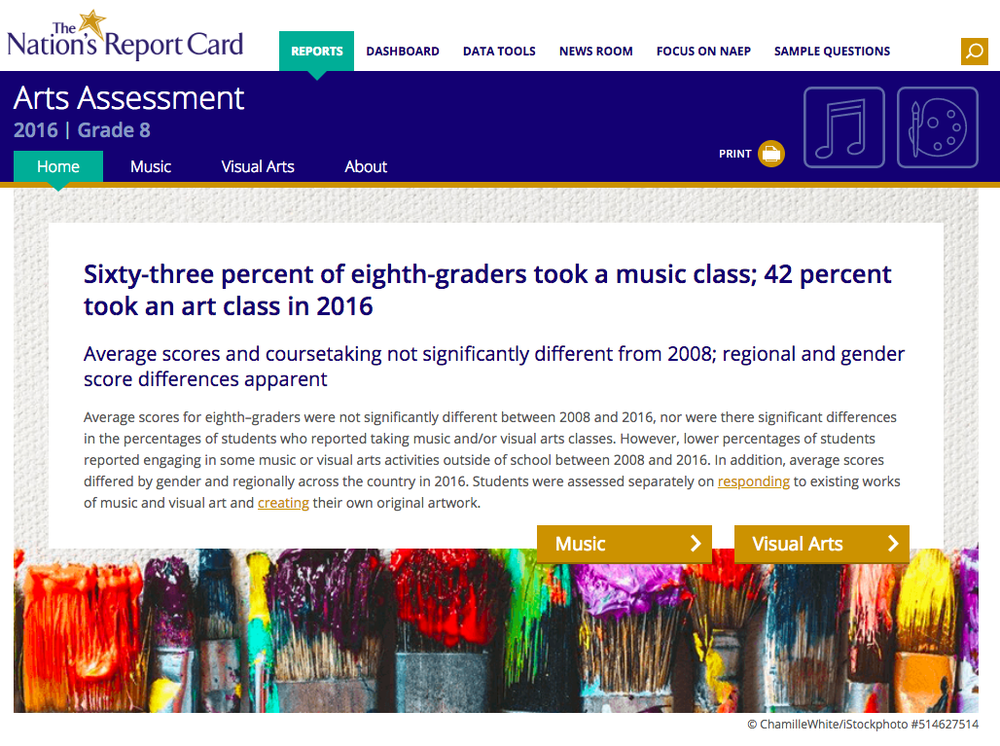 The
Nation's Report Card
REPORTS DASHBOARD DATA TOOLS NEWS ROOM FOCUS ON NAEP SAMPLE QUESTIONS
Arts Assessment
2016 | Grade 8
PRINT
Home Music Visual Arts About
Sixty-three percent of eighth-graders took a music class; 42 percent
took an art class in 2016
Average scores and coursetaking not significantly different from 2008; regional and gender
score differences apparent
Average scores for eighth–graders were not significantly different between 2008 and 2016, nor were there significant differences
in the percentages of students who reported taking music and/or visual arts classes. However, lower percentages of students
reported engaging in some music or visual arts activities outside of school between 2008 and 2016. In addition, average scores
differed by gender and regionally across the country in 2016. Students were assessed separately on responding to existing works
of music and visual art and creating their own original artwork.
Music Visual Arts
© ChamilleWhite/iStockphoto #514627514